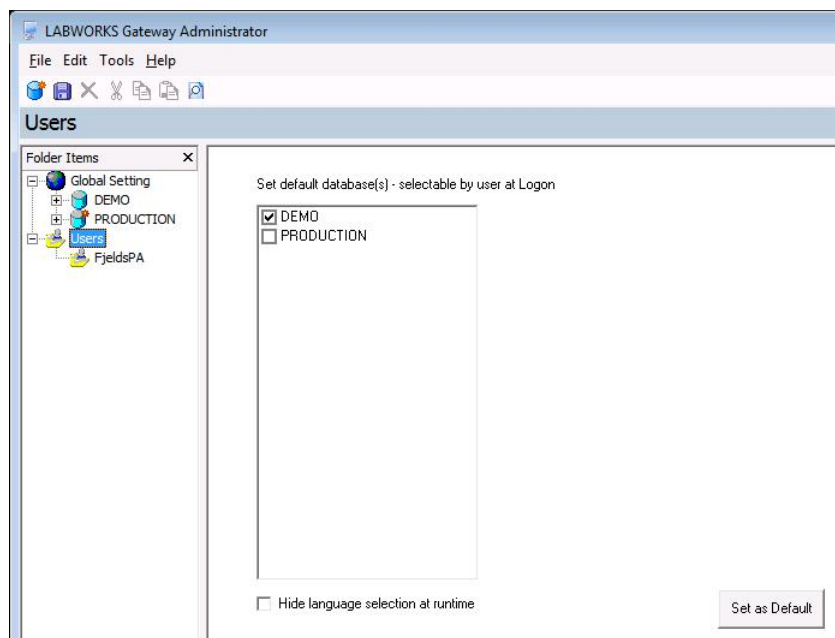 LABWORKS Gateway Administrator
File Edit Tools Help
Users
Folder Items
Global Setting
DEMO
PRODUCTION
Users
FjeldsPA
Set default database(s) - selectable by user at Logon
DEMO
PRODUCTION
Hide language selection at runtime
Set as Default